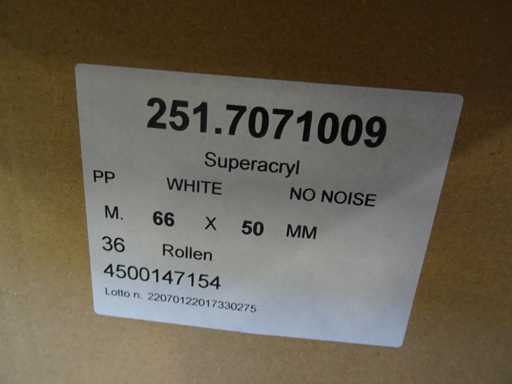 251.7071009
Superacryl
PP WHITE NO NOISE
M. 66 X 50 MM
36 Rollen
4500147154
Lotto n. 22070122017330275